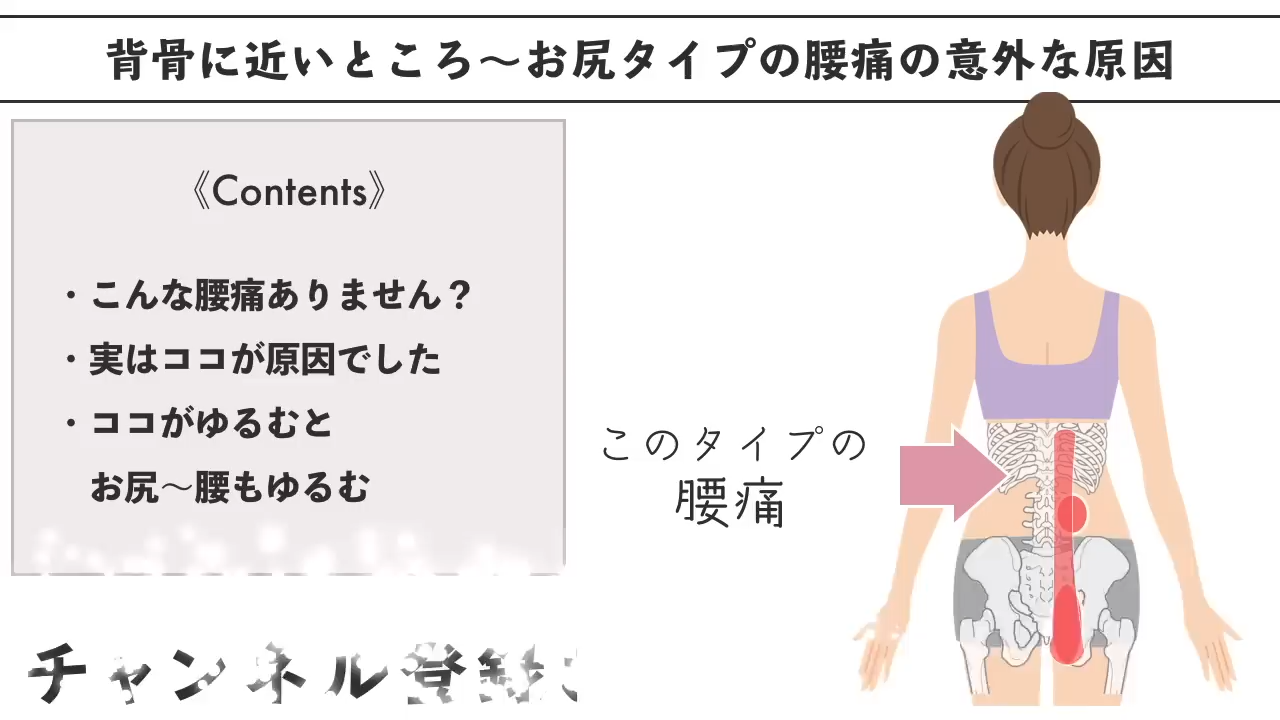 背骨に近いところ〜お尻タイプの腰痛の意外な原因
《Contents》
・こんな腰痛ありません？
・実はココが原因でした
・ココがゆるむと
お尻〜腰もゆるむ
このタイプの
腰痛
チャンネル登録